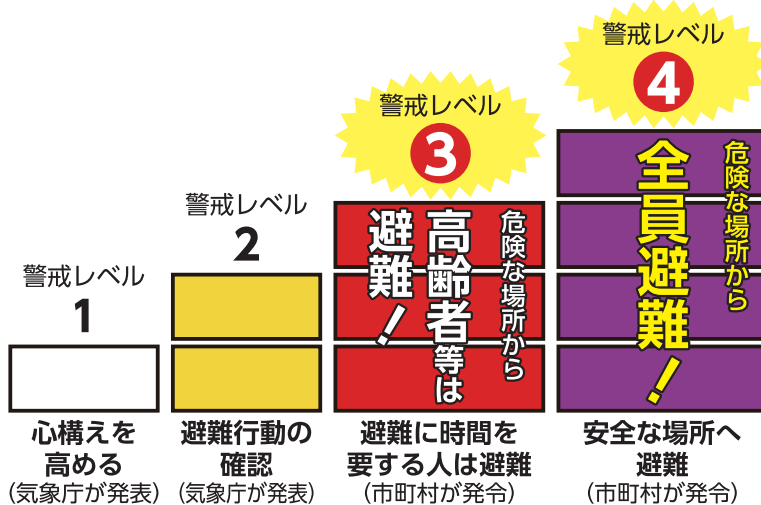 警戒レベル
1
心構えを
高める
(気象庁が発表)
警戒レベル
2
避難行動の
確認
(気象庁が発表)
警戒レベル
3
危険な場所から
高齢者等は
避難!
避難に時間を
要する人は避難
(市町村が発令)
警戒レベル
4
危険な場所から
全員避難!
安全な場所へ
避難
(市町村が発令)